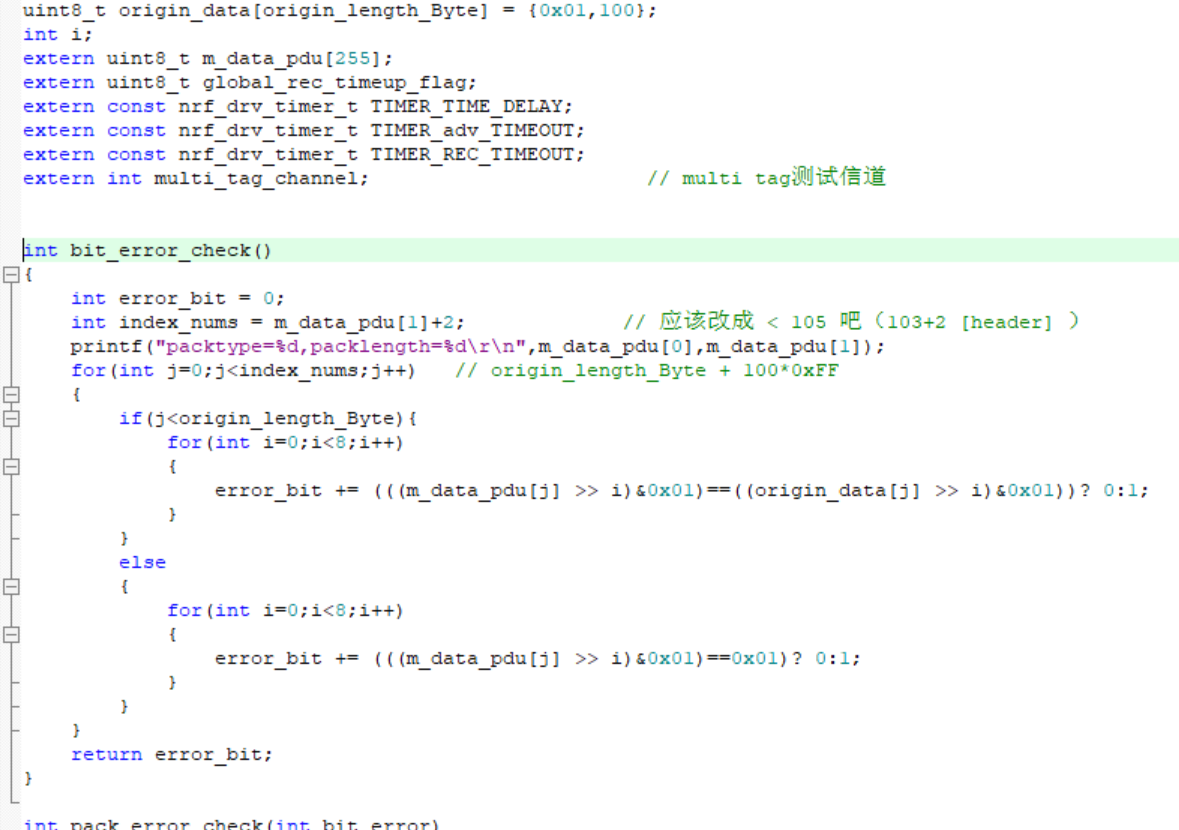 uint8_t origin_data[origin_length_Byte] = {0x01,100};
int i;
extern uint8_t m_data_pdu[255];
extern uint8_t global_rec_timeup_flag;
extern const nrf_drv_timer_t TIMER_TIME_DELAY;
extern const nrf_drv_timer_t TIMER_adv_TIMEOUT;
extern const nrf_drv_timer_t TIMER_REC_TIMEOUT;
extern int multi_tag_channel; // multi tag测试信道
int bit_error_check()
{
int error_bit = 0;
int index_nums = m_data_pdu[1]+2; // 应该改成 < 105 吧（103+2 [header] ）
printf("packtype=%d,packlength=%d\r\n",m_data_pdu[0],m_data_pdu[1]);
for(int j=0;j<index_nums;j++) // origin_length_Byte + 100*0xFF
{
if(j<origin_length_Byte){
for(int i=0;i<8;i++)
{
error_bit += (((m_data_pdu[j] >> i)&0x01)==((origin_data[j] >> i)&0x01))? 0:1;
}
}
else
{
for(int i=0;i<8;i++)
{
error_bit += (((m_data_pdu[j] >> i)&0x01)==0x01)? 0:1;
}
}
}
return error_bit;
}
int pack_error_check(int bit_error)